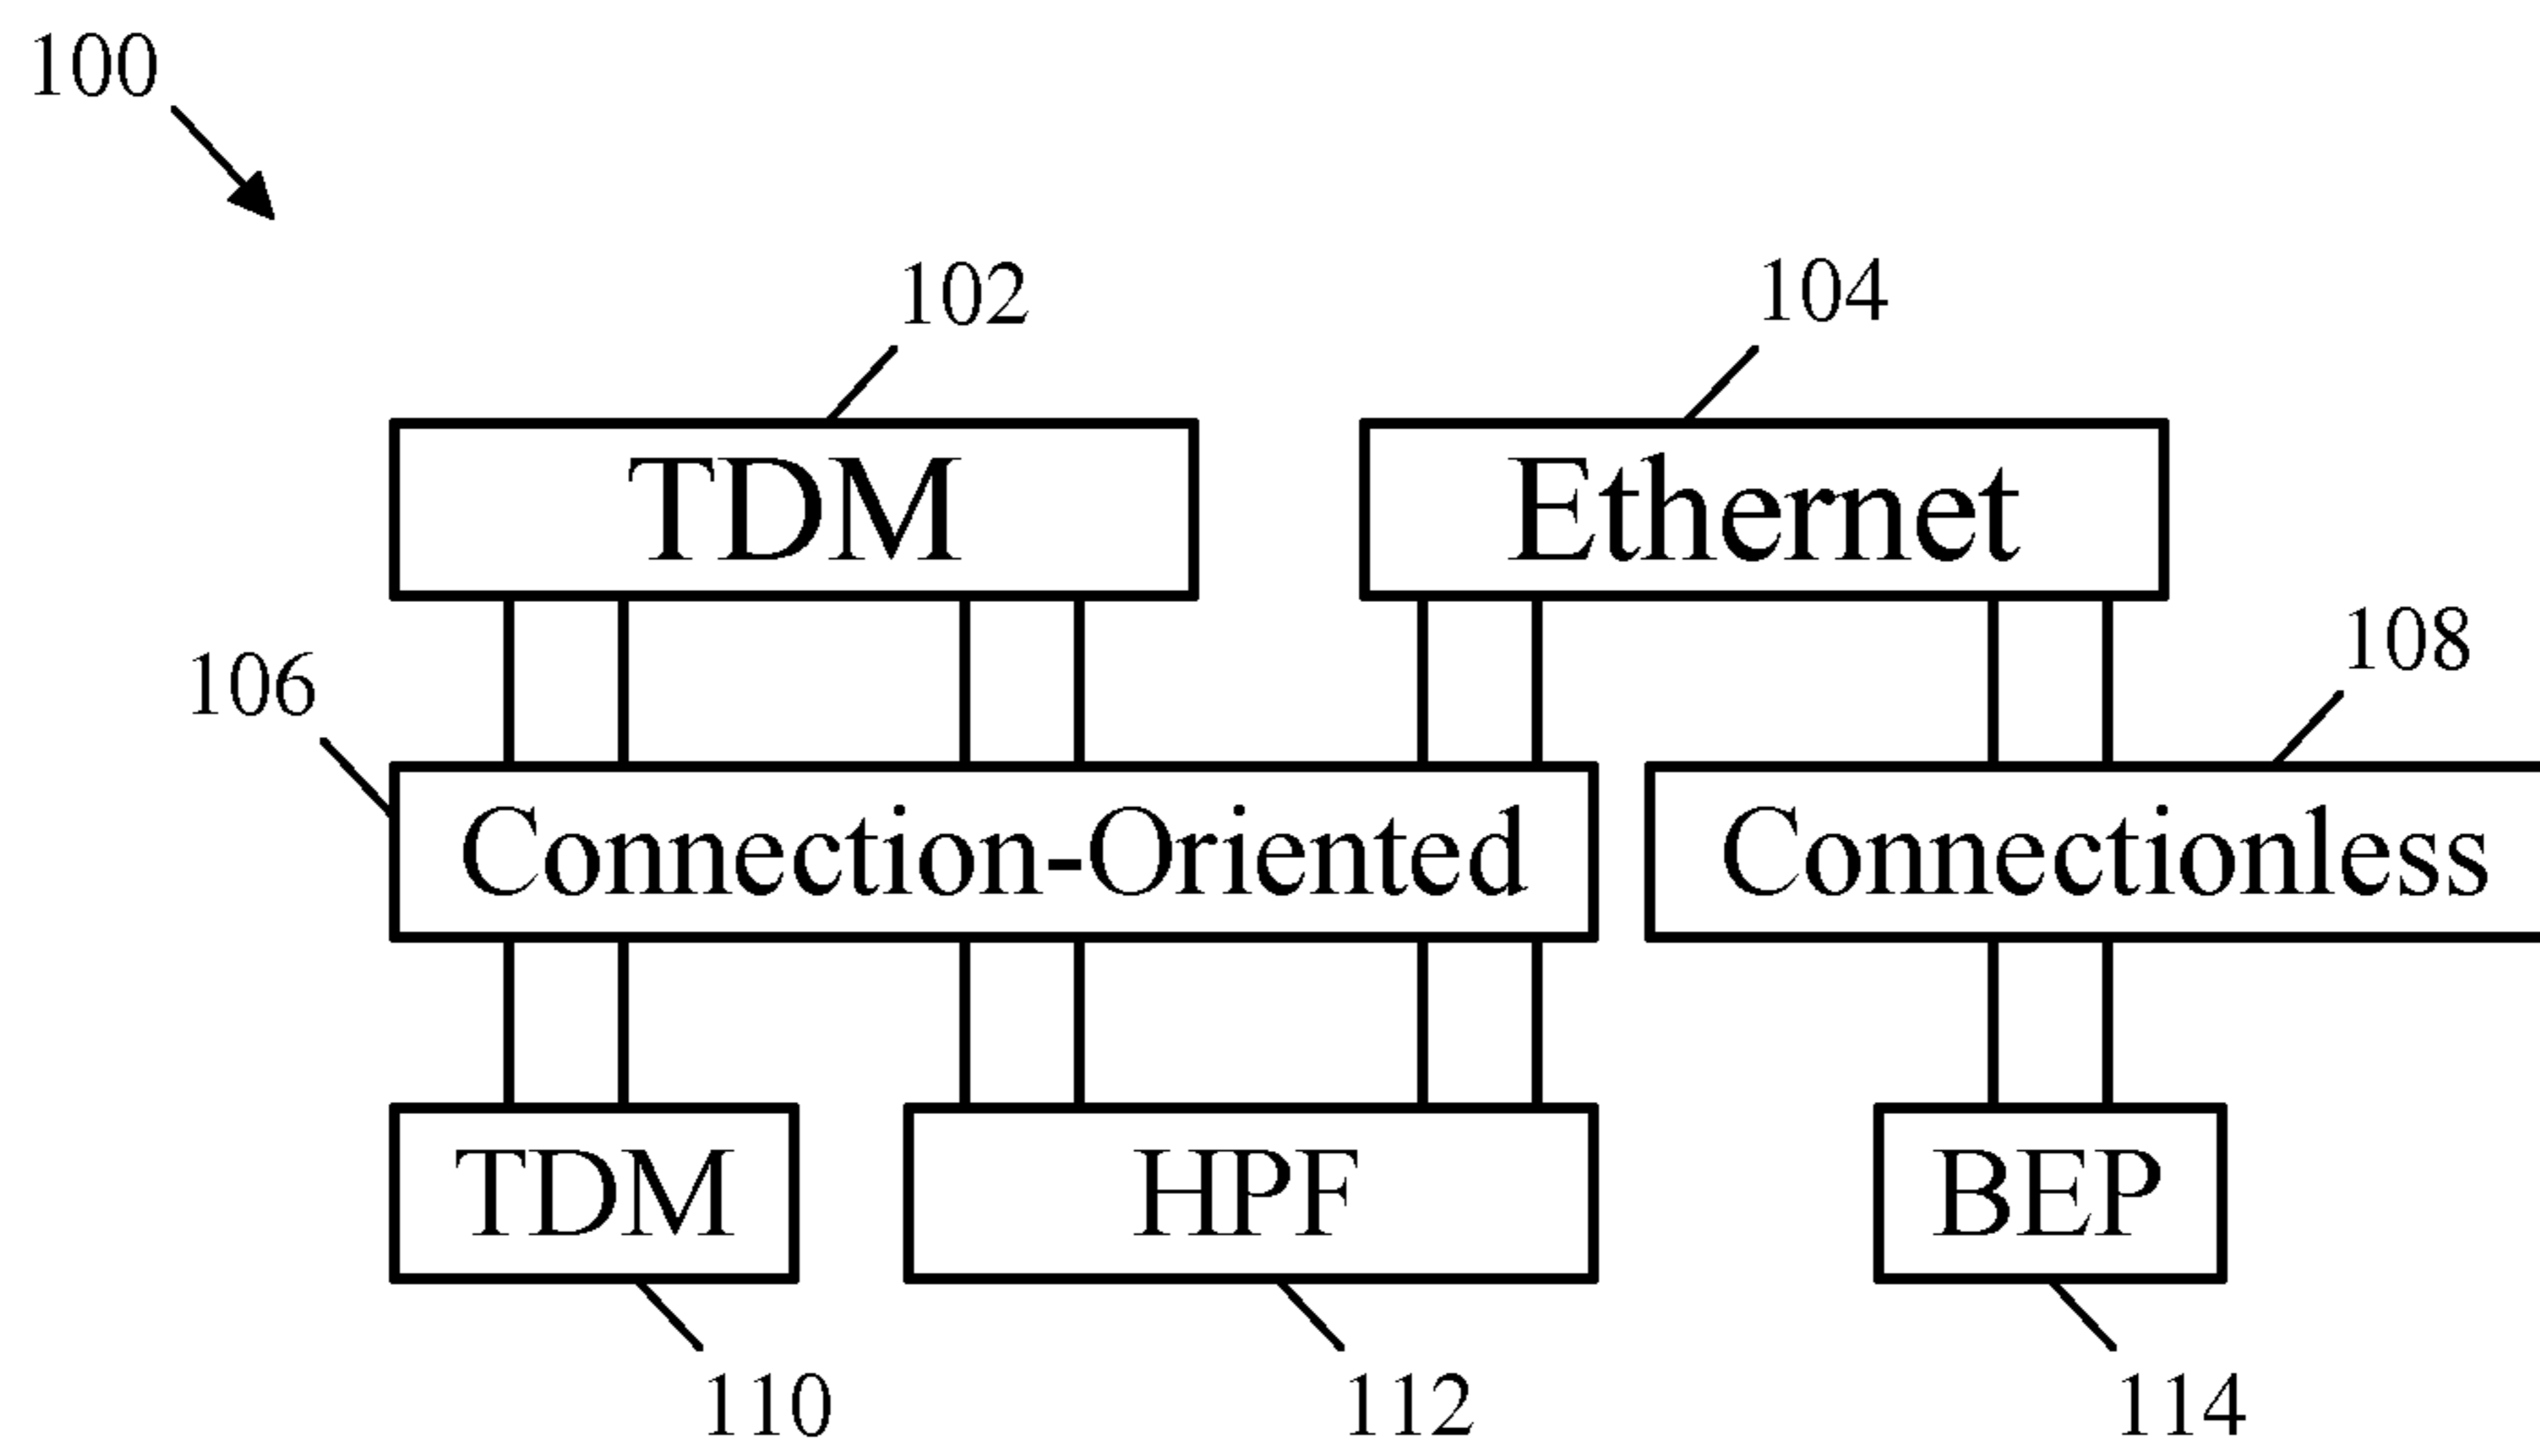 100
102 104
TDM Ethernet
106 108
Connection-Oriented Connectionless
TDM HPF BEP
110 112 114